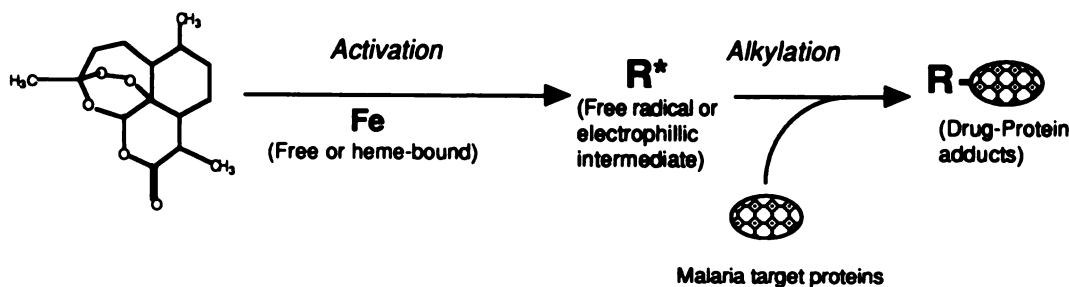 CH₃
H₃C
O
O
O
O
CH₃
O
Activation
Fe
(Free or heme-bound)
R*
(Free radical or
electrophillic
intermediate)
Alkylation
Malaria target proteins
R
(Drug-Protein
adducts)